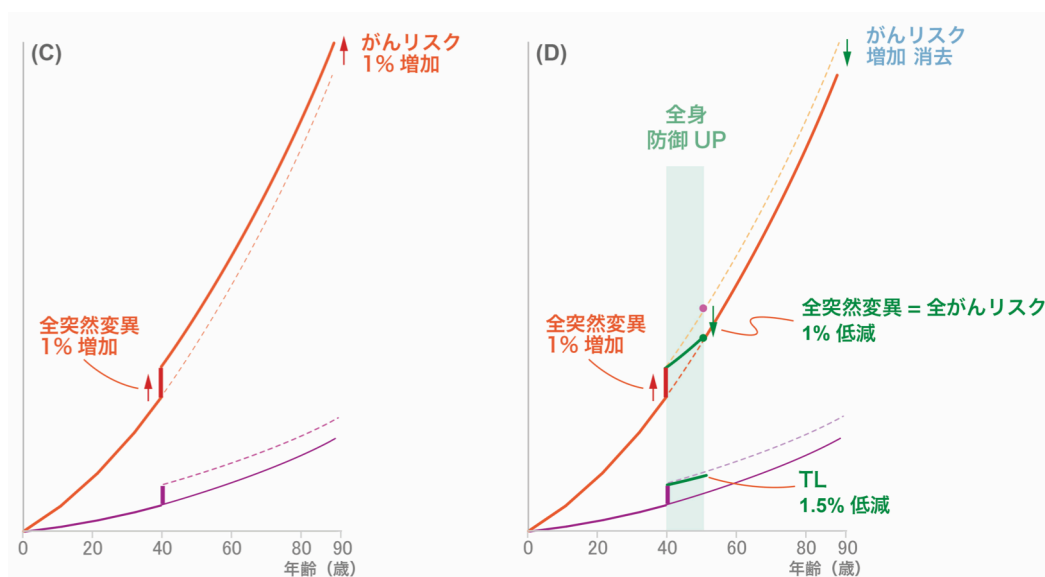 (C)
がんリスク
1% 増加
全突然変異
1% 増加
0 20 40 60 80 90
年齢（歳）
(D)
がんリスク
増加 消去
全身
防御 UP
全突然変異 = 全がんリスク
1% 低減
全突然変異
1% 増加
TL
1.5% 低減
0 20 40 60 80 90
年齢（歳）